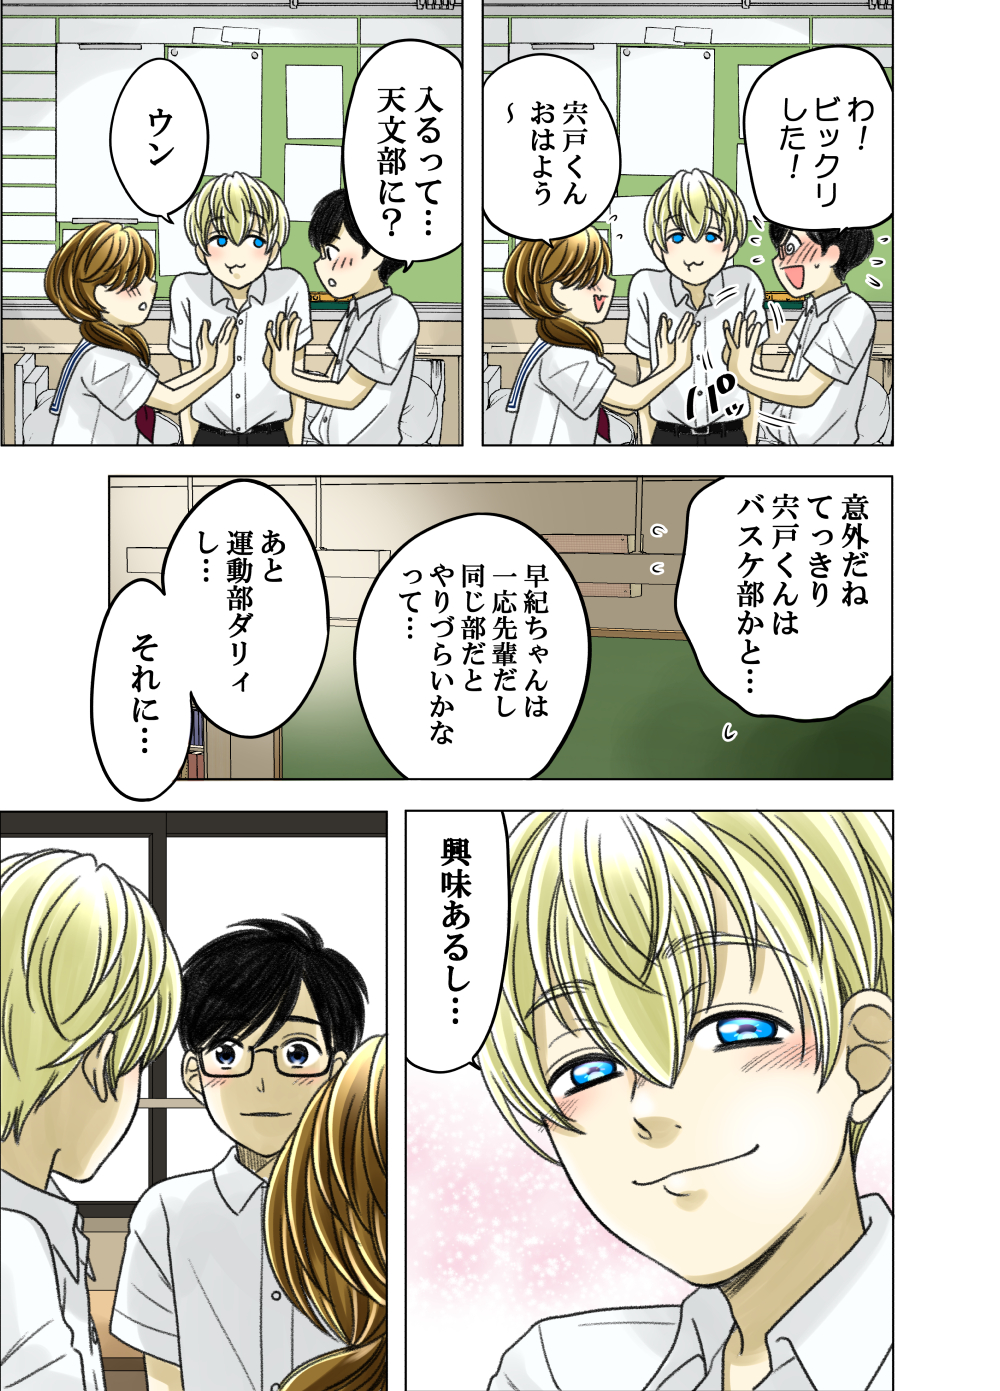 わ！
ビックリ
した！
宍戸くん
おはよう
～
パパッ
入るって…
天文部に？
ウン
意外だね
てっきり
宍戸くんは
バスケ部かと…
早紀ちゃんは
一応先輩だし
同じ部だと
やりづらいかな
って…
あと
運動部ダリィ
し…
それに…
興味あるし…